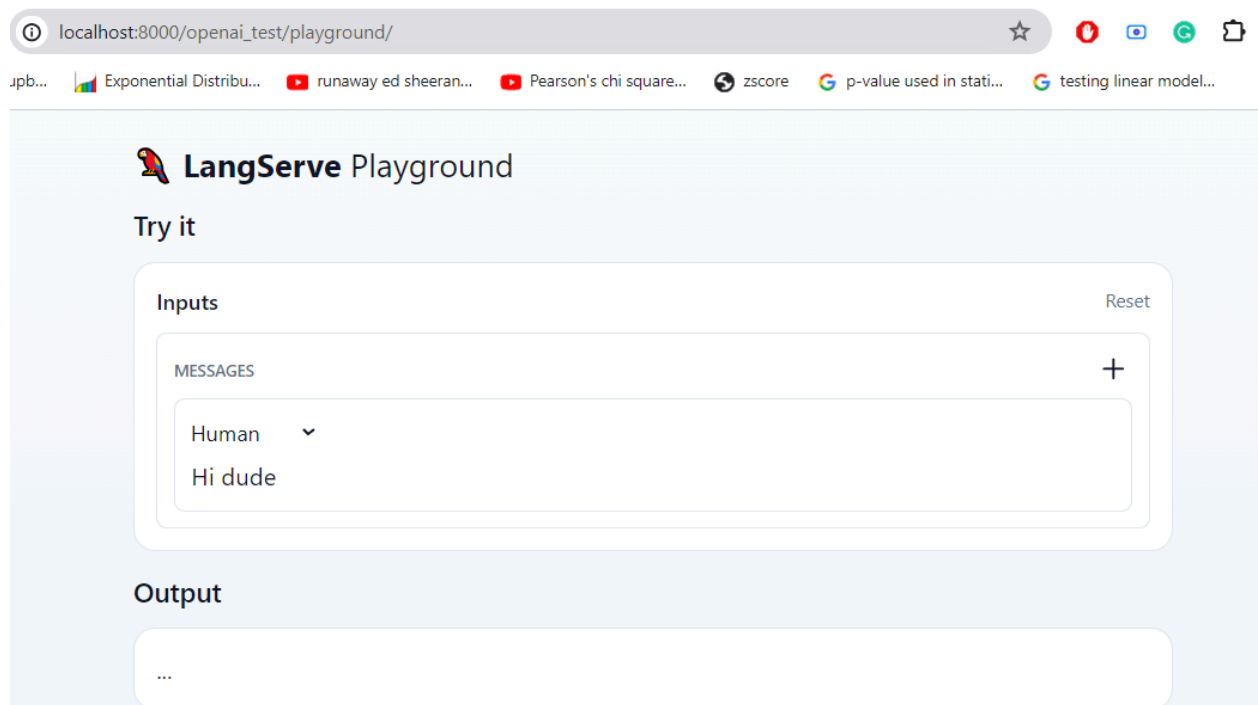 localhost:8000/openai_test/playground/
upb... Exponential Distribu... runaway ed sheeran... Pearson's chi square... zscore p-value used in stati... testing linear model...
LangServe Playground
Try it
Inputs Reset
MESSAGES
Human
Hi dude
Output
...